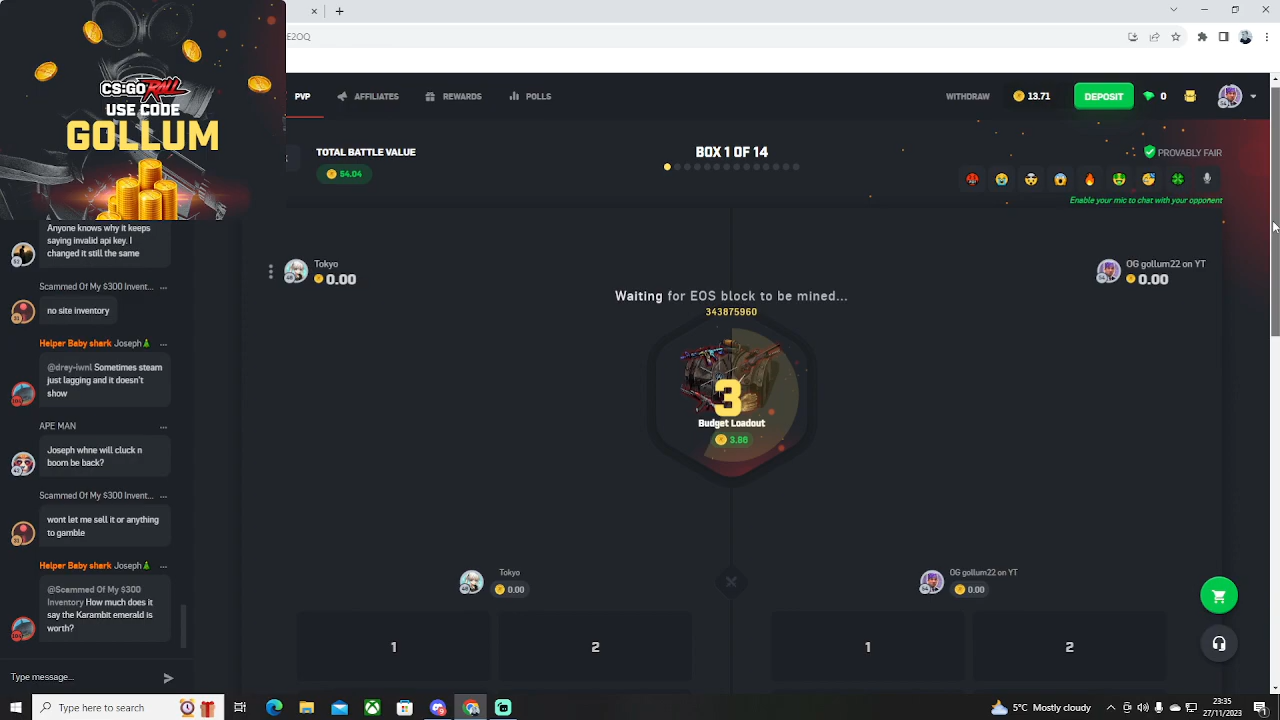 E2OQ
CS:GO ROLL
USE CODE
GOLLUM
PVP
AFFILIATES
REWARDS
POLLS
WITHDRAW
13.71
DEPOSIT
0
TOTAL BATTLE VALUE
54.04
BOX 1 OF 14
PROVABLY FAIR
Enable your mic to chat with your opponent
Tokyo
0.00
OG gollum22 on YT
0.00
Waiting for EOS block to be mined...
343875960
3
Budget Loadout
3.86
Tokyo
0.00
OG gollum22 on YT
0.00
1
2
1
2
Anyone knows why it keeps
saying invalid api key. I
changed it still the same
Scammed Of My $300 Invent... ...
no site inventory
Helper Baby shark Joseph ...
@drey-iwnl Sometimes steam
just lagging and it doesn't
show
APE MAN ...
Joseph whne will cluck n
boom be back?
Scammed Of My $300 Invent... ...
wont let me sell it or anything
to gamble
Helper Baby shark Joseph ...
@Scammed Of My $300
Inventory How much does it
say the Karambit emerald is
worth?
Type message...
Type here to search
5°C Mostly cloudy
23:35
27/11/2023